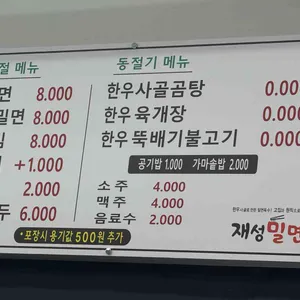 절 메뉴
면 8.000
밀면 8.000
8.000
+1.000
2.000
두 6.000
• 포장시 용기값 500원 추가
동절기 메뉴
한우사골곰탕 0.00
한우육개장 0.000
한우뚝배기불고기 0.000
공기밥 1.000 가마솥밥 2.000
소주 4.000
맥주 4.000
음료수 2.000
재성밀면